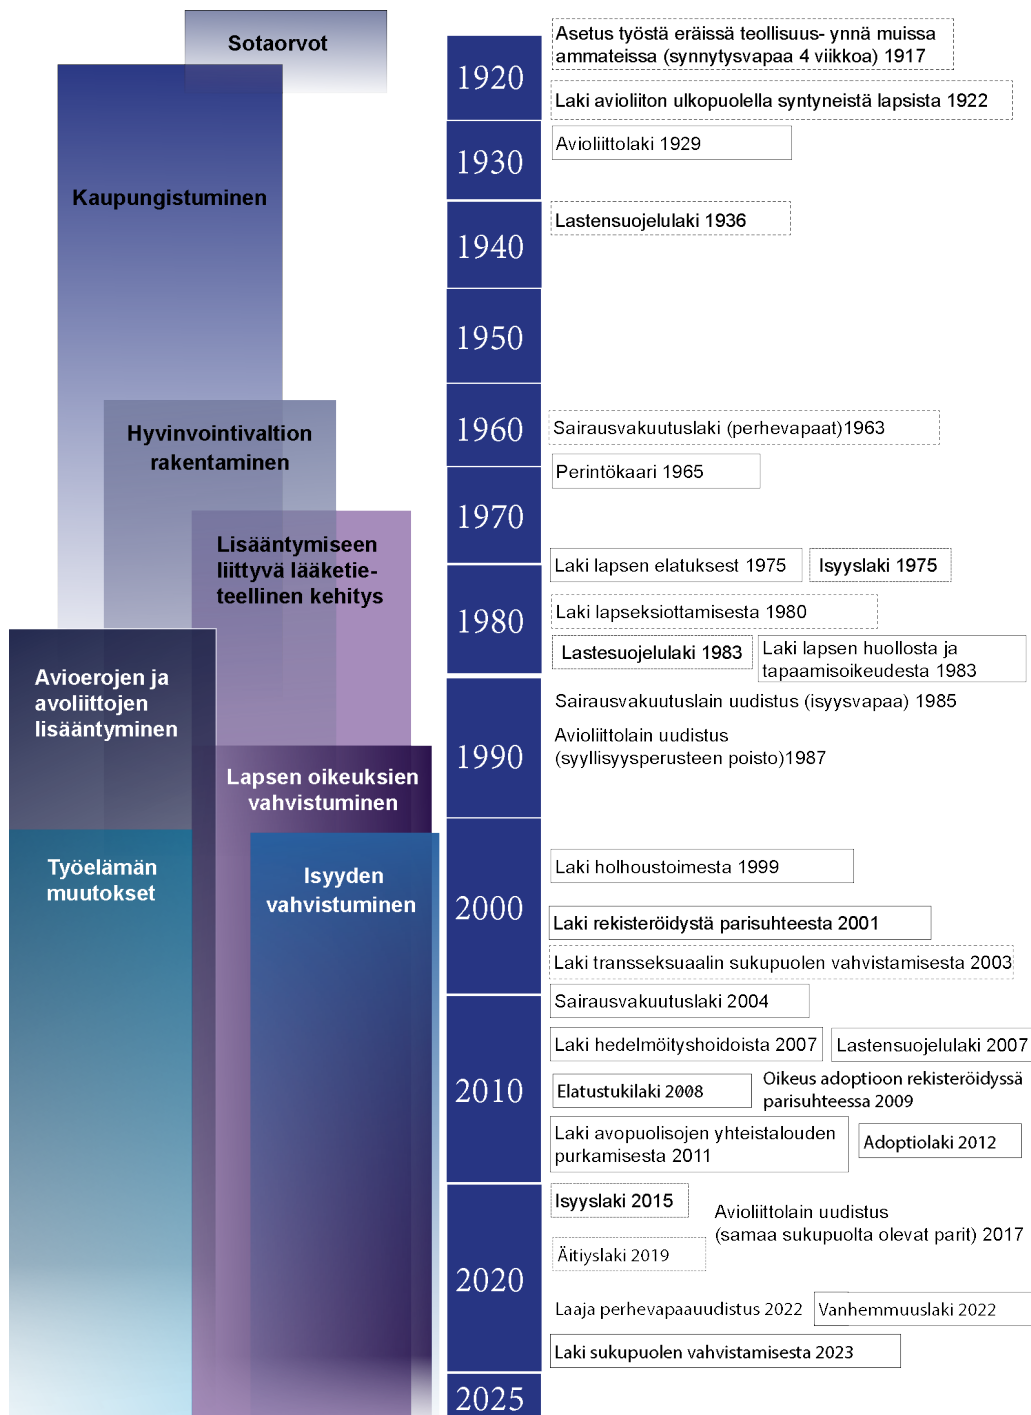 Sotaorvot
Kaupungistuminen
Hyvinvointivaltion
rakentaminen
Lisääntymiseen
liittyvä lääketie-
teellinen kehitys
Avioerojen ja
avoliittojen
lisääntyminen
Lapsen oikeuksien
vahvistuminen
Työelämän
muutokset
Isyyden
vahvistuminen
1920
1930
1940
1950
1960
1970
1980
1990
2000
2010
2020
2025
Asetus työstä eräissä teollisuus- ynnä muissa
ammateissa (synnytysvapaa 4 viikkoa) 1917
Laki avioliiton ulkopuolella syntyneistä lapsista 1922
Avioliittolaki 1929
Lastensuojelulaki 1936
Sairausvakuutuslaki (perhevapaat)1963
Perintökaari 1965
Laki lapsen elatuksest 1975
Isyyslaki 1975
Laki lapseksiottamisesta 1980
Lastesuojelulaki 1983
Laki lapsen huollosta ja
tapaamisoikeudesta 1983
Sairausvakuutuslain uudistus (isyysvapaa) 1985
Avioliittolain uudistus
(syyllisyysperusteen poisto)1987
Laki holhoustoimesta 1999
Laki rekisteröidystä parisuhteesta 2001
Laki transseksuaalin sukupuolen vahvistamisesta 2003
Sairausvakuutuslaki 2004
Laki hedelmöityshoidoista 2007
Lastensuojelulaki 2007
Elatustukilaki 2008
Oikeus adoptioon rekisteröidyssä
parisuhteessa 2009
Laki avopuolisojen yhteistalouden
purkamisesta 2011
Adoptiolaki 2012
Isyyslaki 2015
Avioliittolain uudistus
(samaa sukupuolta olevat parit) 2017
Äitiyslaki 2019
Laaja perhevapaauudistus 2022
Vanhemmuuslaki 2022
Laki sukupuolen vahvistamisesta 2023